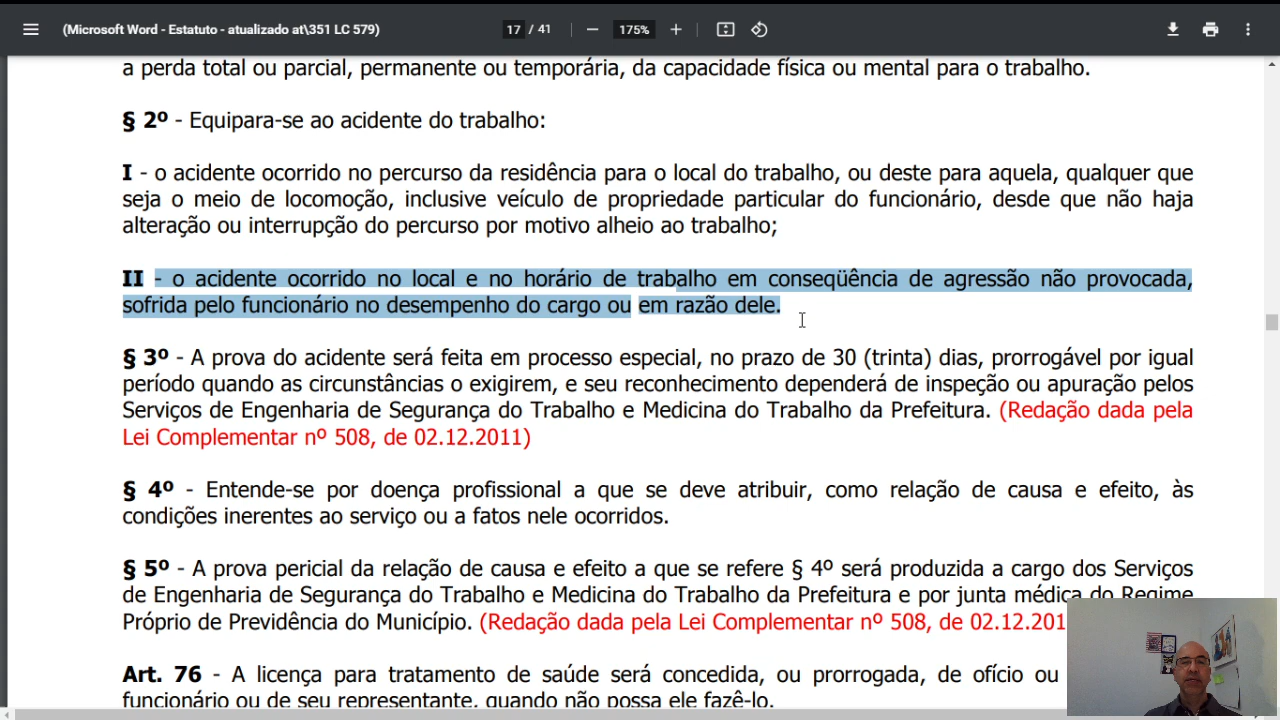 (Microsoft Word - Estatuto - atualizado at\351 LC 579)
17 / 41
175%
a perda total ou parcial, permanente ou temporária, da capacidade física ou mental para o trabalho.
§ 2º - Equipara-se ao acidente do trabalho:
I - o acidente ocorrido no percurso da residência para o local do trabalho, ou deste para aquela, qualquer que
seja o meio de locomoção, inclusive veículo de propriedade particular do funcionário, desde que não haja
alteração ou interrupção do percurso por motivo alheio ao trabalho;
II - o acidente ocorrido no local e no horário de trabalho em conseqüência de agressão não provocada,
sofrida pelo funcionário no desempenho do cargo ou em razão dele.
§ 3º - A prova do acidente será feita em processo especial, no prazo de 30 (trinta) dias, prorrogável por igual
período quando as circunstâncias o exigirem, e seu reconhecimento dependerá de inspeção ou apuração pelos
Serviços de Engenharia de Segurança do Trabalho e Medicina do Trabalho da Prefeitura. (Redação dada pela
Lei Complementar nº 508, de 02.12.2011)
§ 4º - Entende-se por doença profissional a que se deve atribuir, como relação de causa e efeito, às
condições inerentes ao serviço ou a fatos nele ocorridos.
§ 5º - A prova pericial da relação de causa e efeito a que se refere § 4º será produzida a cargo dos Serviços
de Engenharia de Segurança do Trabalho e Medicina do Trabalho da Prefeitura e por junta médica do Regime
Próprio de Previdência do Município. (Redação dada pela Lei Complementar nº 508, de 02.12.201
Art. 76 - A licença para tratamento de saúde será concedida, ou prorrogada, de ofício ou
funcionário ou de seu representante, quando não possa ele fazê-lo.